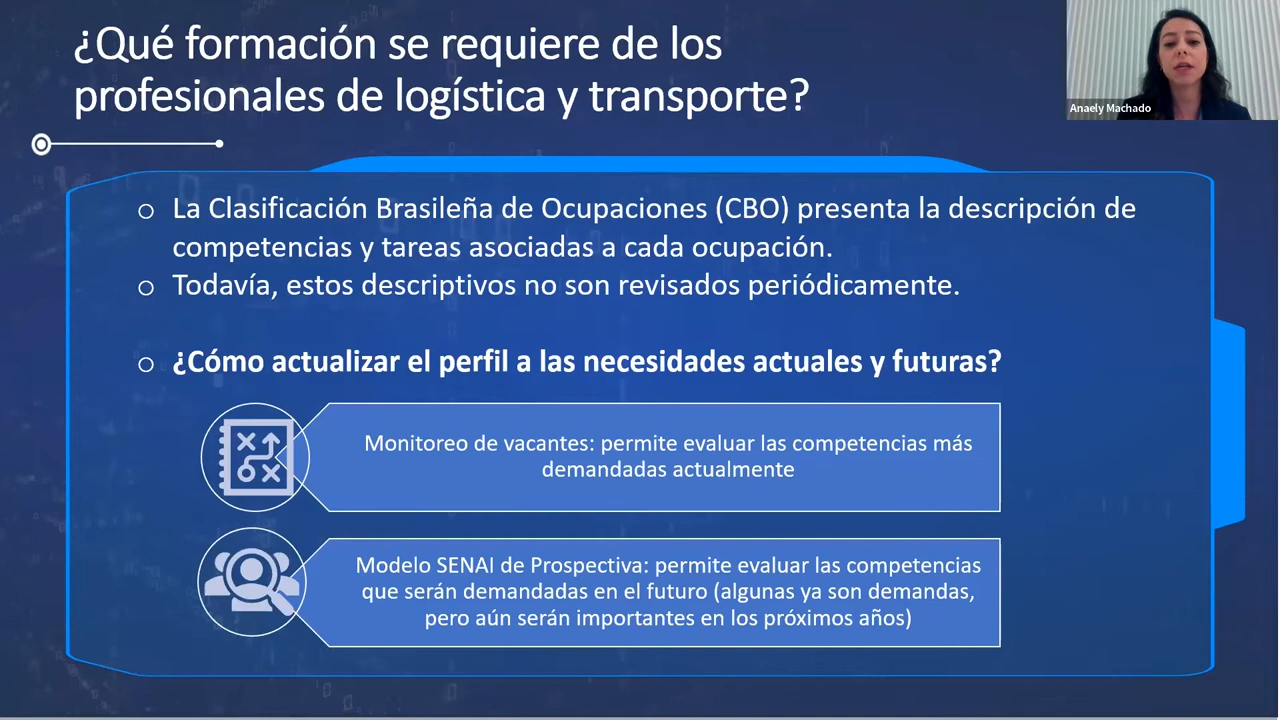 ¿Qué formación se requiere de los
profesionales de logística y transporte?
Anaely Machado
o La Clasificación Brasileña de Ocupaciones (CBO) presenta la descripción de
competencias y tareas asociadas a cada ocupación.
o Todavía, estos descriptivos no son revisados periódicamente.
o ¿Cómo actualizar el perfil a las necesidades actuales y futuras?
Monitoreo de vacantes: permite evaluar las competencias más
demandadas actualmente
Modelo SENAI de Prospectiva: permite evaluar las competencias
que serán demandadas en el futuro (algunas ya son demandas,
pero aún serán importantes en los próximos años)